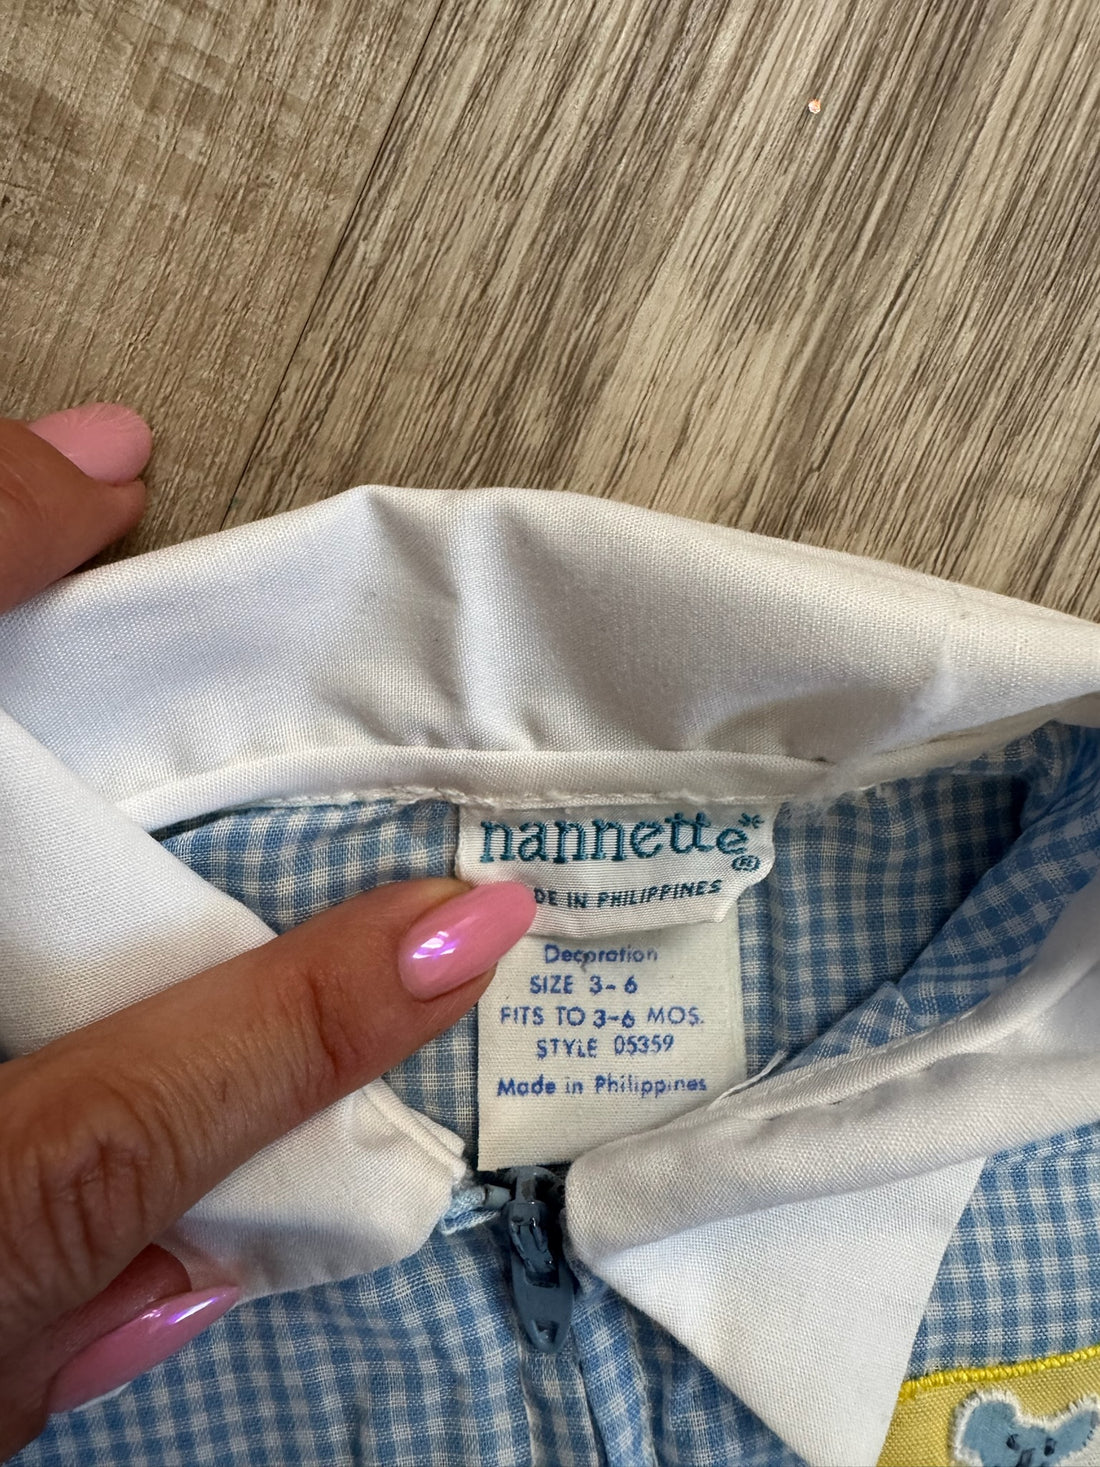 nannette®
DE IN PHILIPPINES
Decoration
SIZE 3-6
FITS TO 3-6 MOS.
STYLE 05359
Made in Philippines